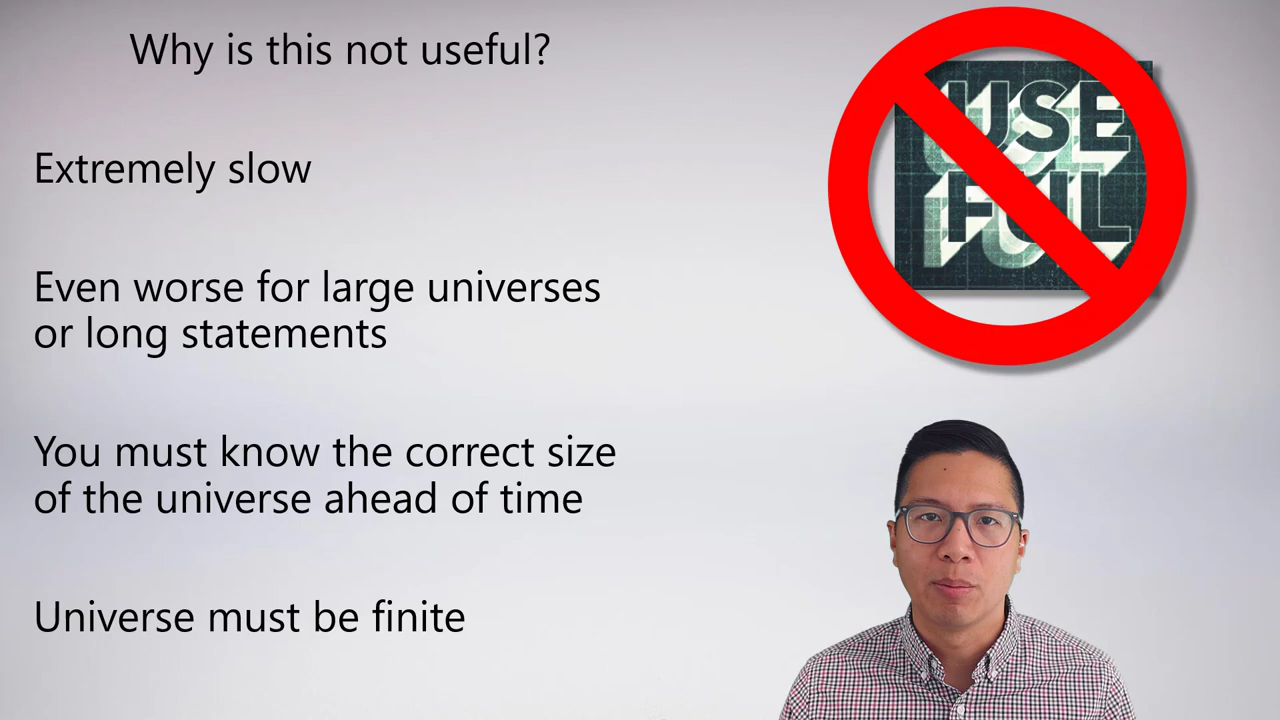 Why is this not useful?
USE
FUL
Extremely slow
Even worse for large universes
or long statements
You must know the correct size
of the universe ahead of time
Universe must be finite